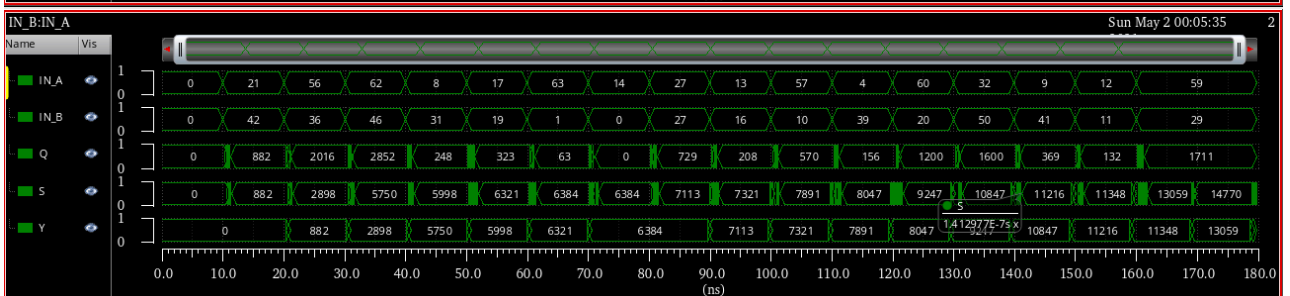 IN_B:IN_A Sun May 2 00:05:35 2
Name Vis
IN_A 1 0 0 21 56 62 8 17 63 14 27 13 57 4 60 32 9 12 59
IN_B 1 0 0 42 36 46 31 19 1 0 27 16 10 39 20 50 41 11 29
Q 1 0 0 882 2016 2852 248 323 63 0 729 208 570 156 1200 1600 369 132 1711
S 1 0 0 882 2898 5750 5998 6321 6384 6384 7113 7321 7891 8047 9247 10847 11216 11348 13059 14770
S
1.412977E-7s x
Y 1 0 0 882 2898 5750 5998 6321 6384 7113 7321 7891 8047 9247 10847 11216 11348 13059
0.0 10.0 20.0 30.0 40.0 50.0 60.0 70.0 80.0 90.0 100.0 110.0 120.0 130.0 140.0 150.0 160.0 170.0 180.0
(ns)